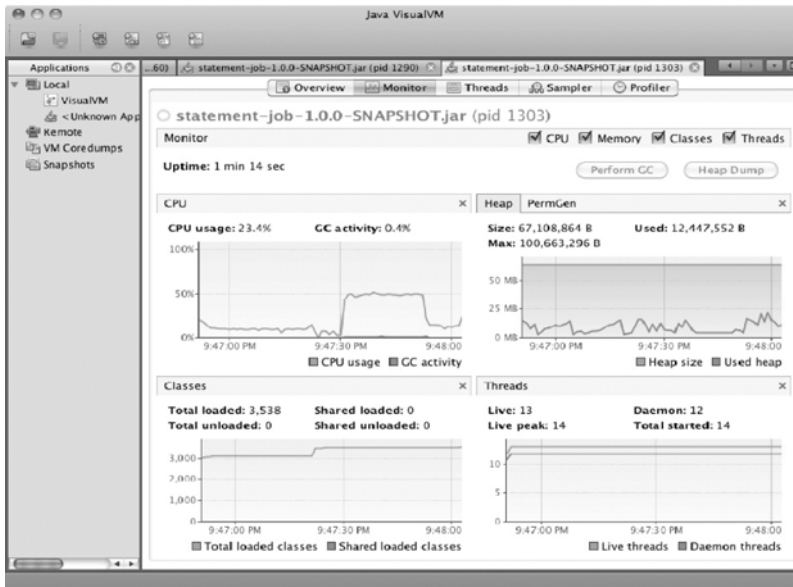 Java VisualVM
Applications
Local
VisualVM
<Unknown App
Remote
VM Coredumps
Snapshots
...60)
statement-job-1.0.0-SNAPSHOT.jar (pid 1290)
statement-job-1.0.0-SNAPSHOT.jar (pid 1303)
Overview
Monitor
Threads
Sampler
Profiler
statement-job-1.0.0-SNAPSHOT.jar (pid 1303)
Monitor
CPU
Memory
Classes
Threads
Uptime: 1 min 14 sec
Perform GC
Heap Dump
CPU
CPU usage: 23.4%
GC activity: 0.4%
100%
50%
0%
9:47:00 PM
9:47:30 PM
9:48:00
CPU usage
GC activity
Heap
PermGen
Size: 67,108,864 B
Used: 12,447,552 B
Max: 100,663,296 B
50 MB
25 MB
0 MB
9:47:00 PM
9:47:30 PM
9:48:00
Heap size
Used heap
Classes
Total loaded: 3,538
Shared loaded: 0
Total unloaded: 0
Shared unloaded: 0
3,000
2,000
1,000
0
9:47:00 PM
9:47:30 PM
9:48:00
Total loaded classes
Shared loaded classes
Threads
Live: 13
Daemon: 12
Live peak: 14
Total started: 14
10
5
0
9:47:00 PM
9:47:30 PM
9:48:00
Live threads
Daemon threads